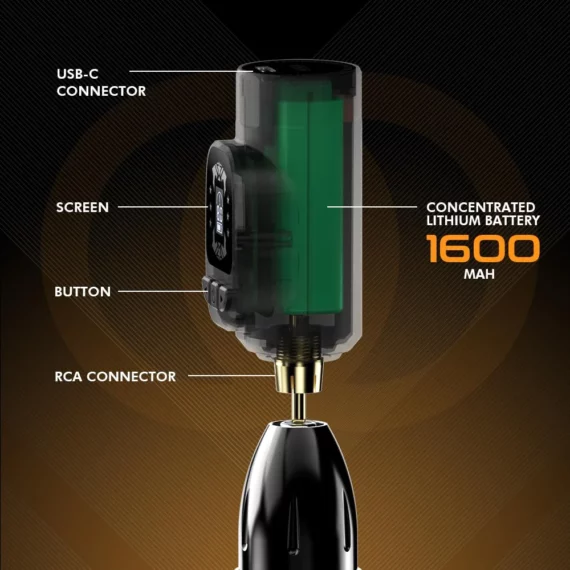 USB-C
CONNECTOR
SCREEN
CONCENTRATED
LITHIUM BATTERY
1600
MAH
BUTTON
RCA CONNECTOR